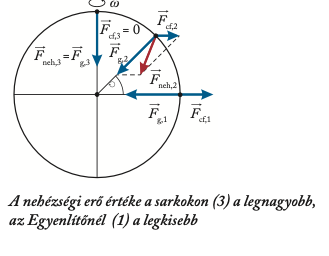 ω
F⃗cf,2
F⃗cf,3 = 0
F⃗neh,3 = F⃗g,3
F⃗g,2
F⃗neh,2
φ
F⃗g,1 F⃗cf,1
A nehézségi erő értéke a sarkokon (3) a legnagyobb,
az Egyenlítőnél (1) a legkisebb